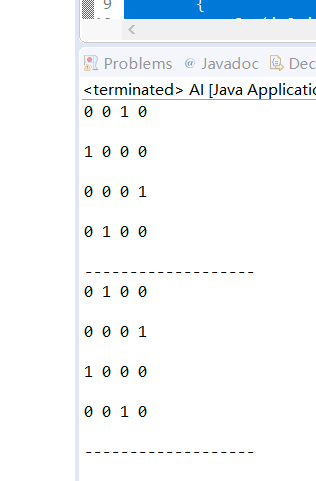 9 {
Problems @ Javadoc Dec
<terminated> AI [Java Applicatio
0 0 1 0
1 0 0 0
0 0 0 1
0 1 0 0
-------------------
0 1 0 0
0 0 0 1
1 0 0 0
0 0 1 0
-------------------